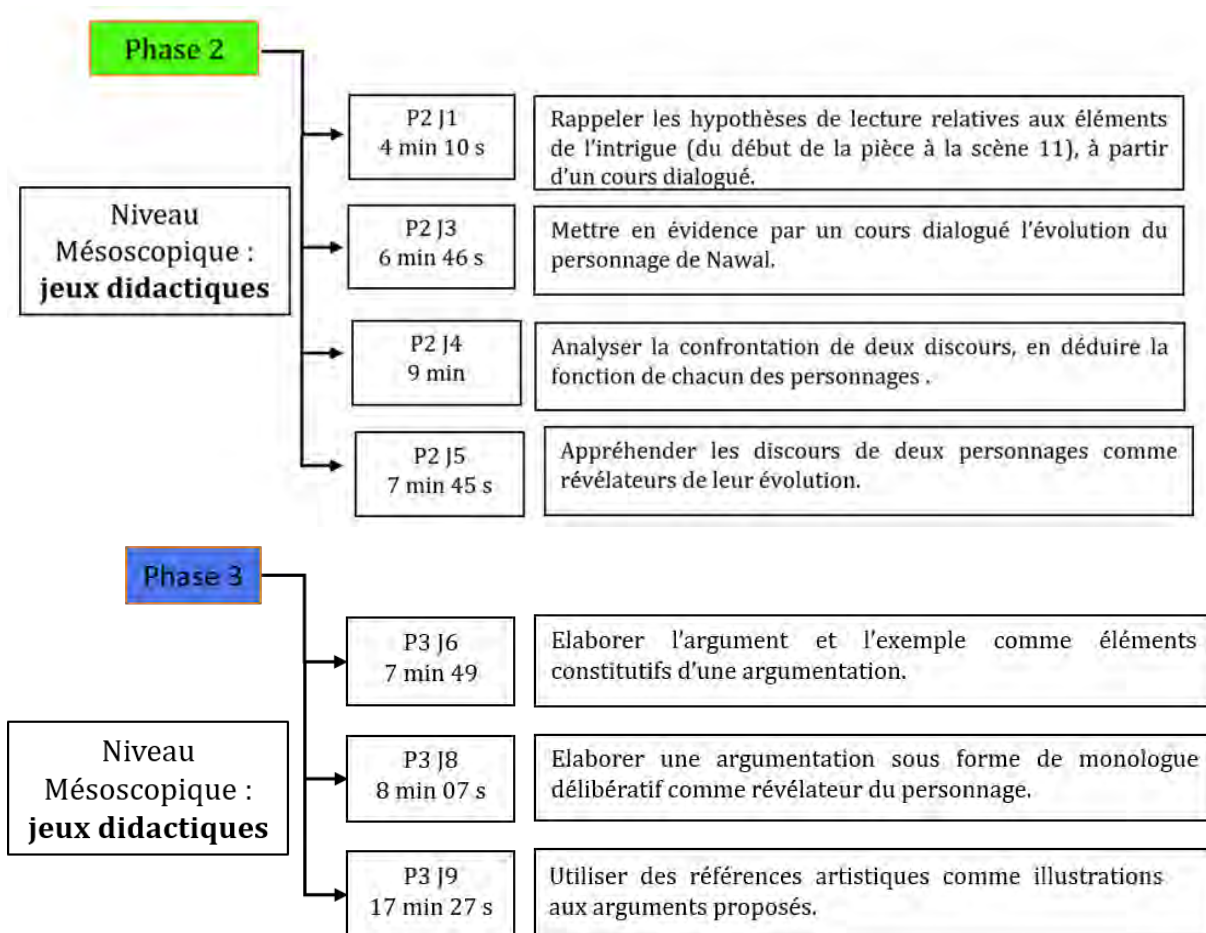 Phase 2
P2 J1
4 min 10 s
Rappeler les hypothèses de lecture relatives aux éléments
de l'intrigue (du début de la pièce à la scène 11), à partir
d'un cours dialogué.
Niveau
Mésoscopique :
jeux didactiques
P2 J3
6 min 46 s
Mettre en évidence par un cours dialogué l'évolution du
personnage de Nawal.
P2 J4
9 min
Analyser la confrontation de deux discours, en déduire la
fonction de chacun des personnages .
P2 J5
7 min 45 s
Appréhender les discours de deux personnages comme
révélateurs de leur évolution.
Phase 3
P3 J6
7 min 49
Elaborer l'argument et l'exemple comme éléments
constitutifs d'une argumentation.
Niveau
Mésoscopique :
jeux didactiques
P3 J8
8 min 07 s
Elaborer une argumentation sous forme de monologue
délibératif comme révélateur du personnage.
P3 J9
17 min 27 s
Utiliser des références artistiques comme illustrations
aux arguments proposés.